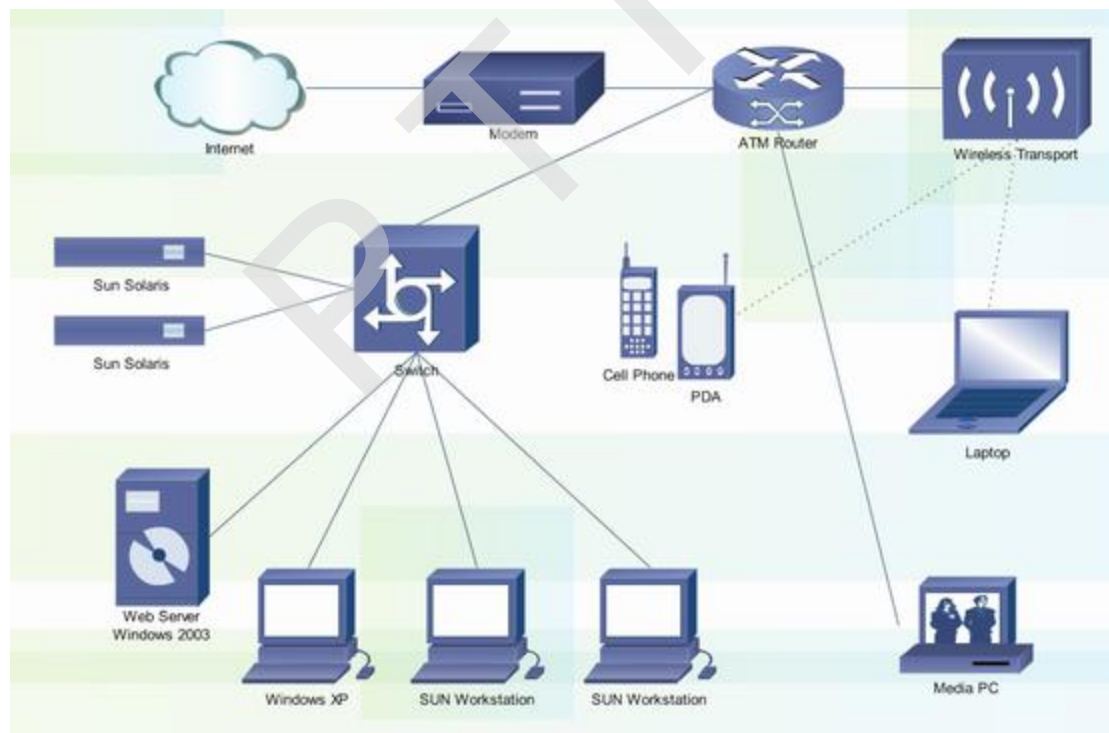 Internet
Modem
ATM Router
Wireless Transport
Sun Solaris
Sun Solaris
Switch
Cell Phone
PDA
Laptop
Web Server
Windows 2003
Windows XP
SUN Workstation
SUN Workstation
Media PC